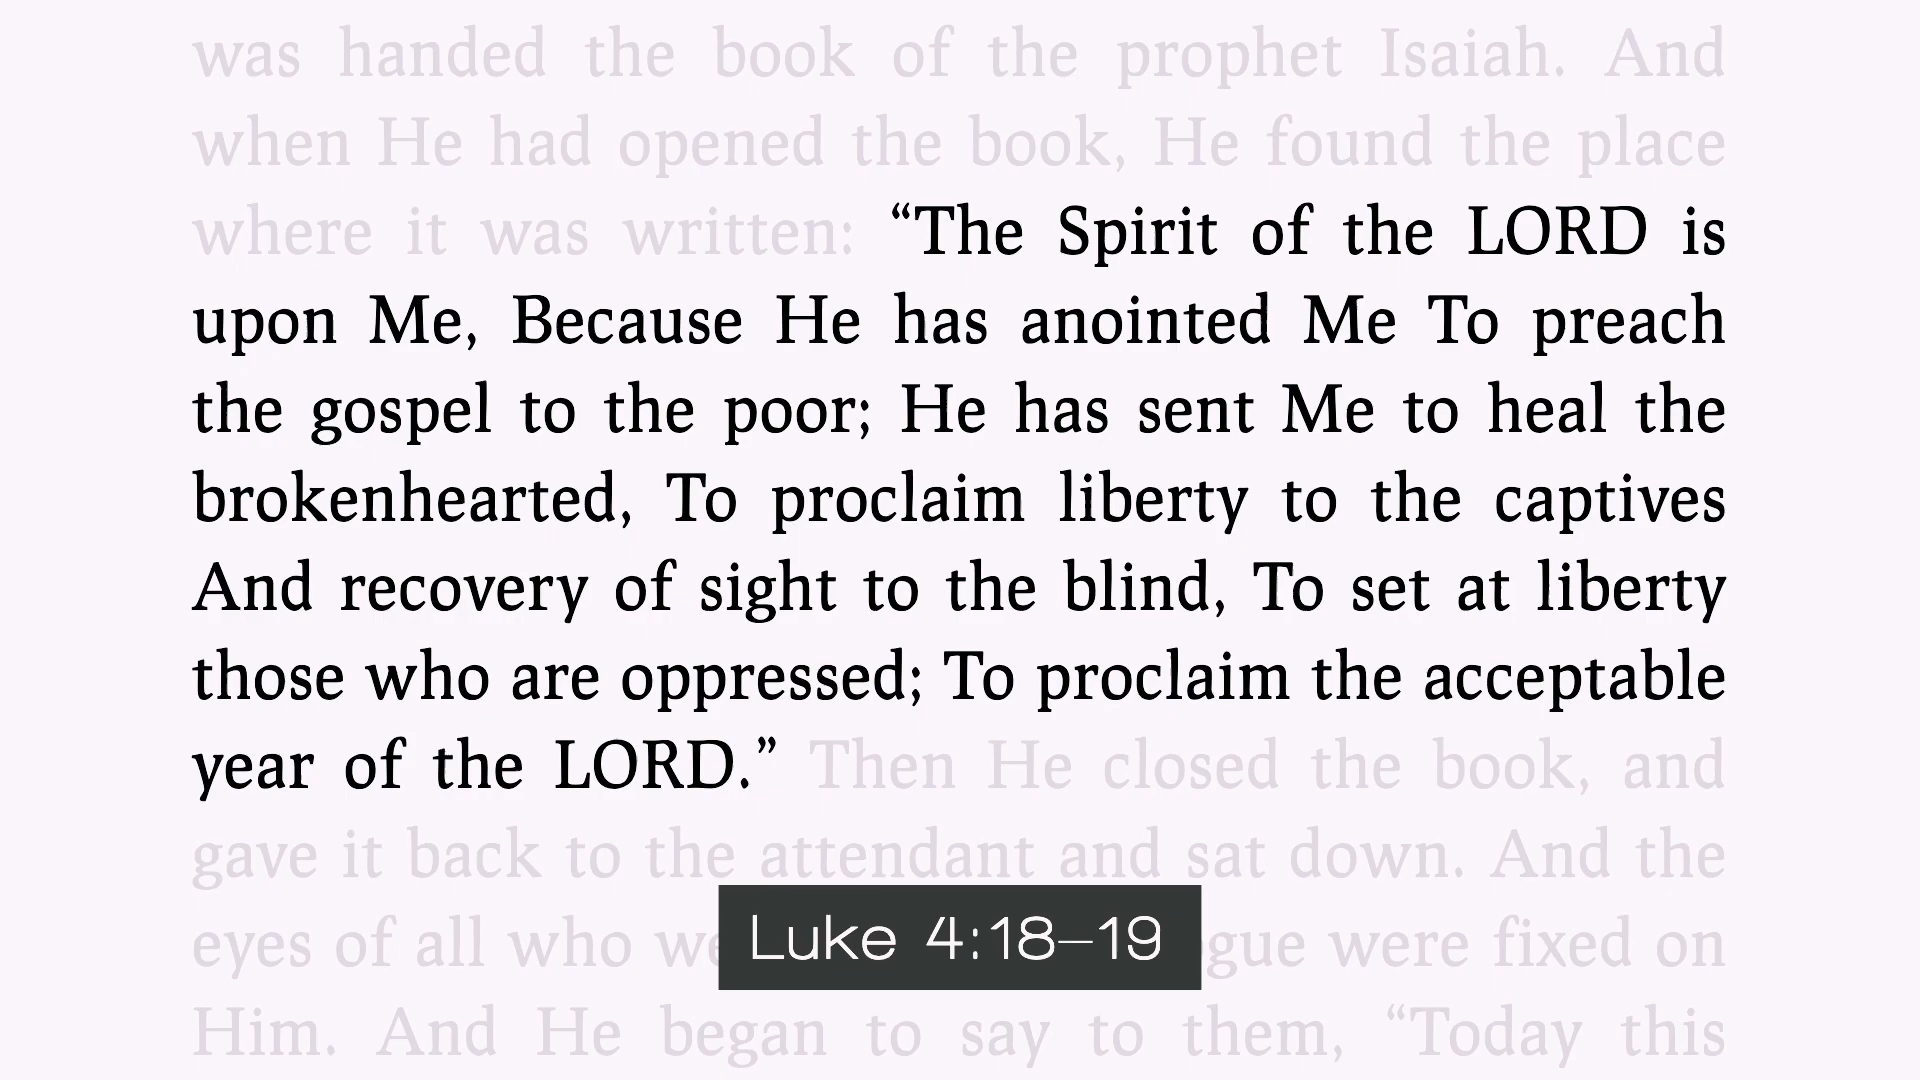 was handed the book of the prophet Isaiah. And
when He had opened the book, He found the place
where it was written: “The Spirit of the LORD is
upon Me, Because He has anointed Me To preach
the gospel to the poor; He has sent Me to heal the
brokenhearted, To proclaim liberty to the captives
And recovery of sight to the blind, To set at liberty
those who are oppressed; To proclaim the acceptable
year of the LORD.” Then He closed the book, and
gave it back to the attendant and sat down. And the
eyes of all who were fixed on
Luke 4:18–19
Him. And He began to say to them, “Today this